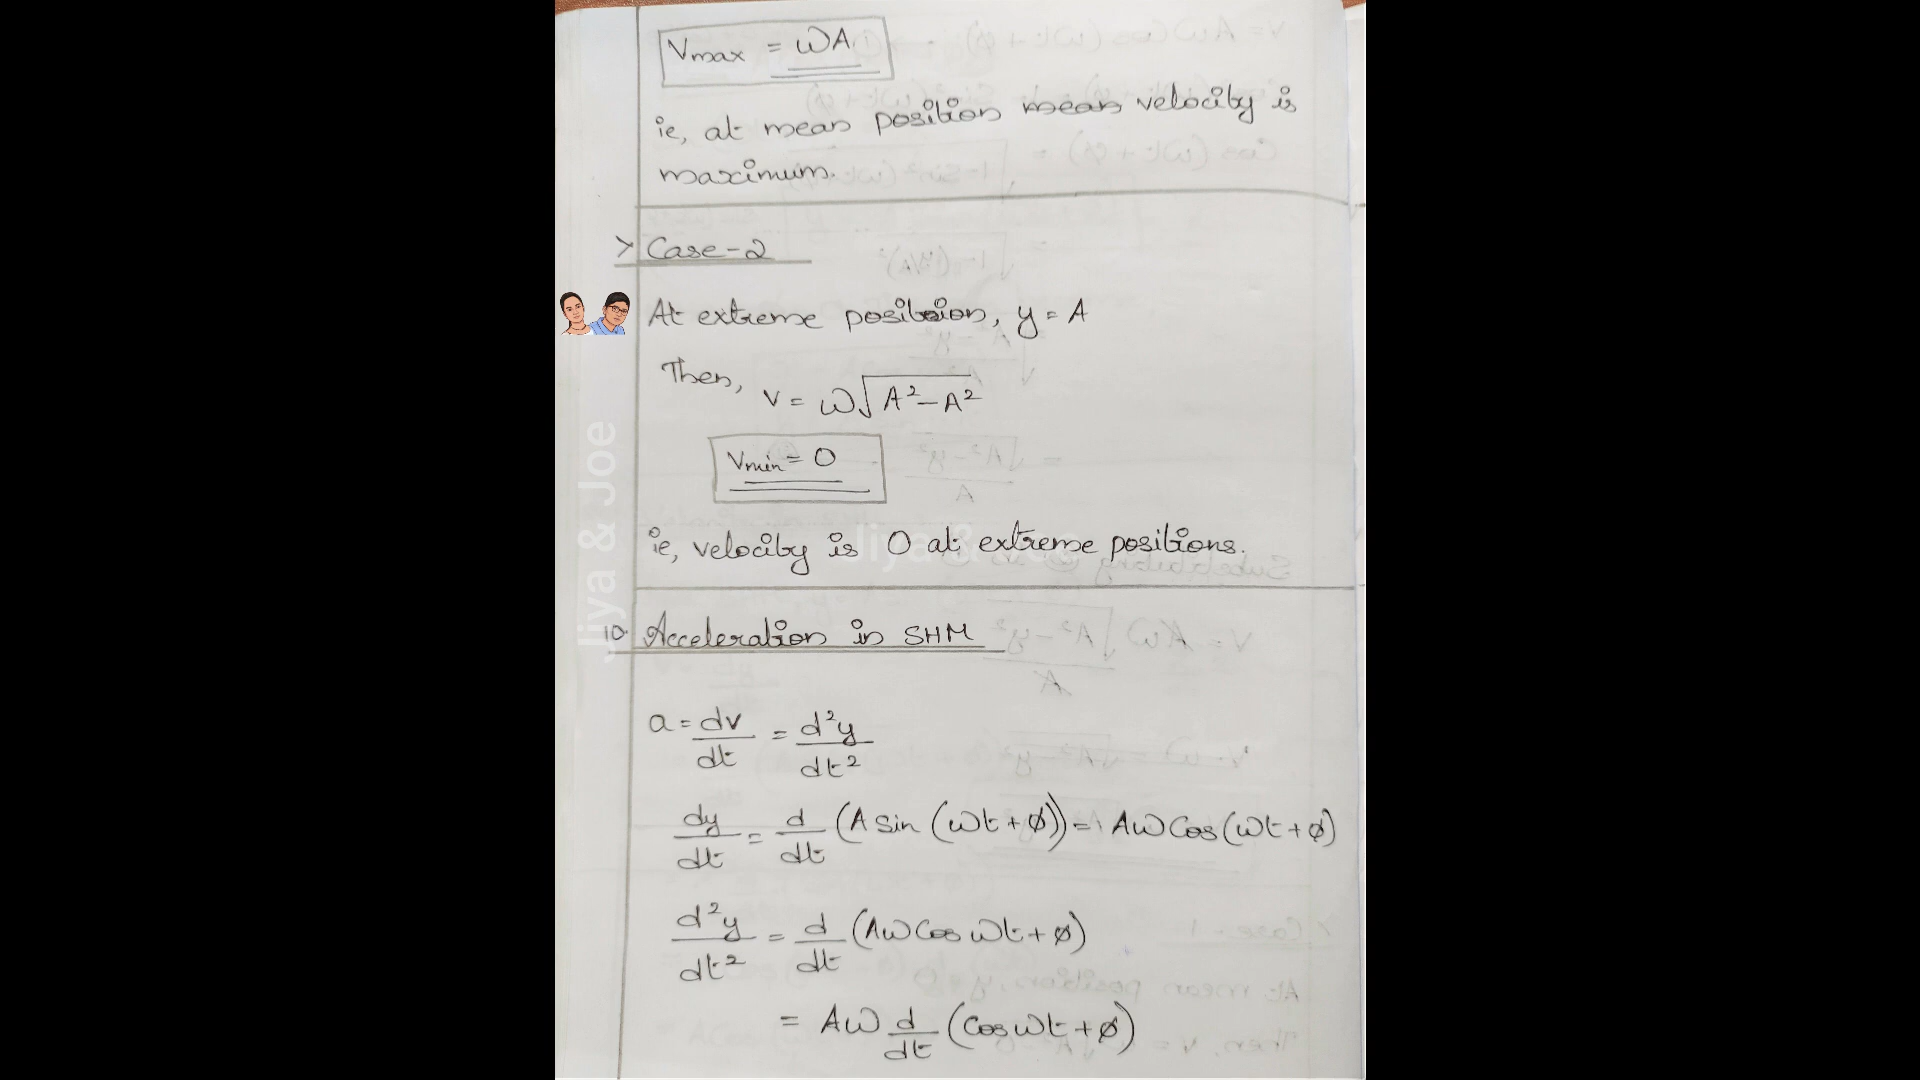 Vmax = ωA
ie, at mean position mean velocity is
maximum.
> Case-2
At extreme position, y = A
Then, v = ω√A²-A²
Vmin = 0
ie, velocity is 0 at extreme positions.
Jiya & Joe
Jiya & Joe
10. Acceleration in SHM
a = dv/dt = d²y/dt²
dy/dt = d/dt (A sin (ωt + ϕ)) = Aω Cos (ωt + ϕ)
d²y/dt² = d/dt (Aω Cos ωt + ϕ)
= Aω d/dt (Cos ωt + ϕ)